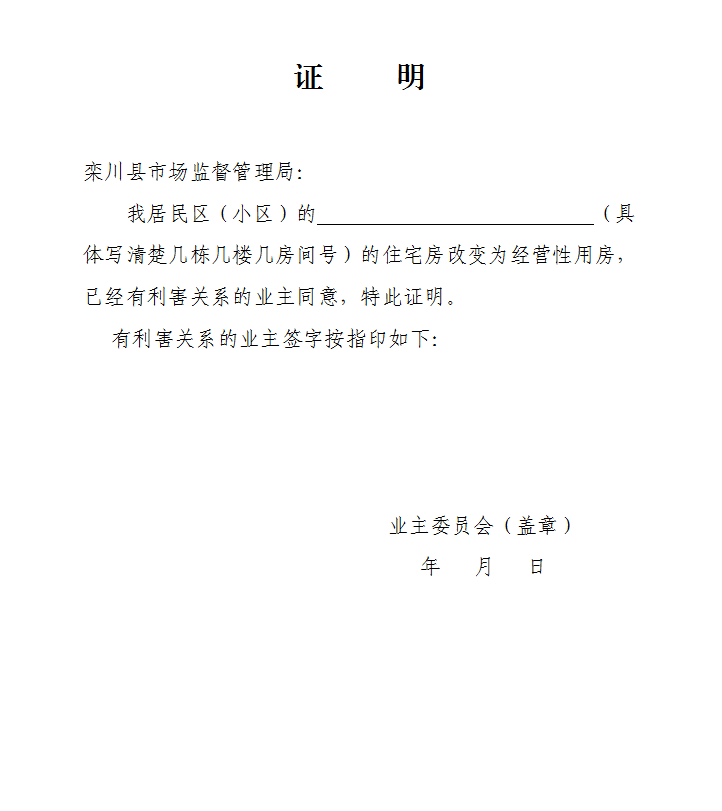 证 明
栾川县市场监督管理局：
我居民区（小区）的__________________________（具
体写清楚几栋几楼几房间号）的住宅房改变为经营性用房，
已经有利害关系的业主同意，特此证明。
有利害关系的业主签字按指印如下：
业主委员会（盖章）
年 月 日